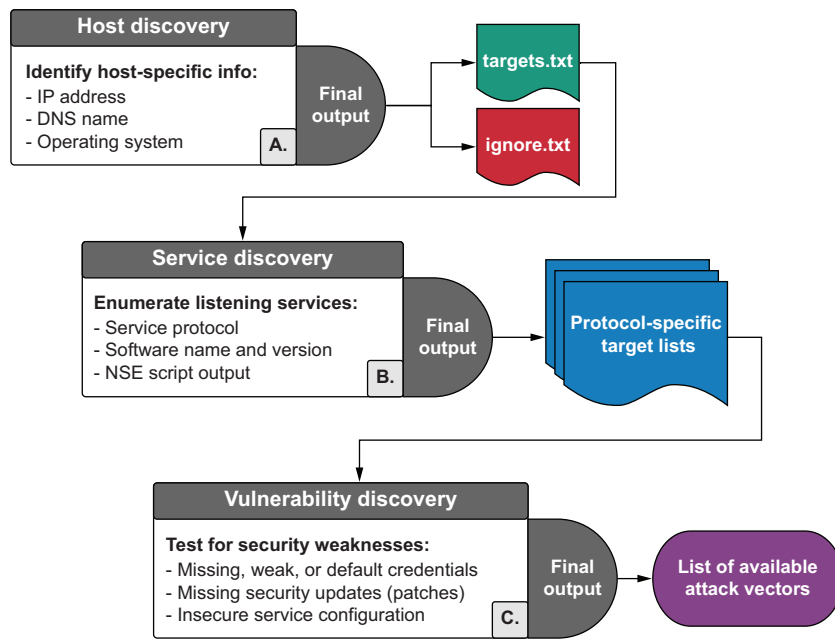 Host discovery
Identify host-specific info:
- IP address
- DNS name
- Operating system
A.
Final
output
targets.txt
ignore.txt
Service discovery
Enumerate listening services:
- Service protocol
- Software name and version
- NSE script output
B.
Final
output
Protocol-specific
target lists
Vulnerability discovery
Test for security weaknesses:
- Missing, weak, or default credentials
- Missing security updates (patches)
- Insecure service configuration
C.
Final
output
List of available
attack vectors